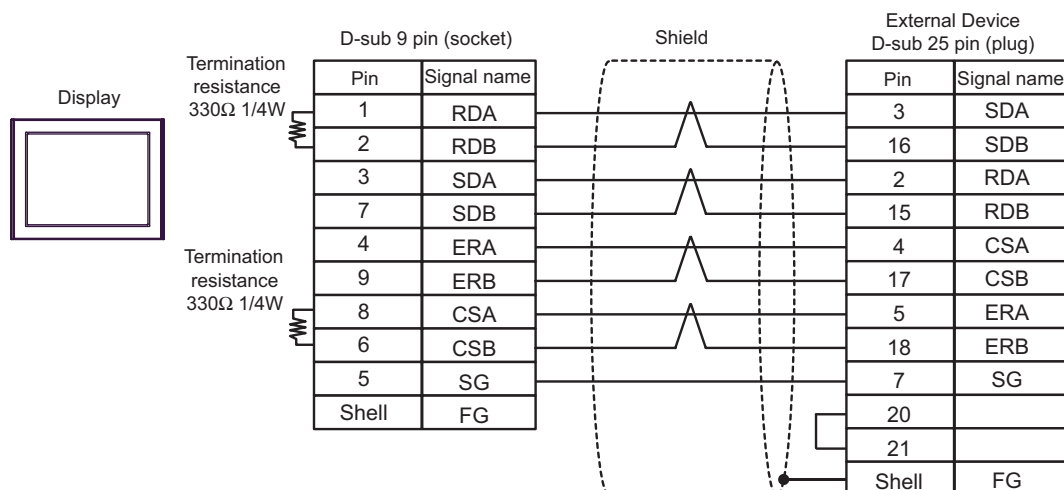 Display
Termination
resistance
330Ω 1/4W
Termination
resistance
330Ω 1/4W
D-sub 9 pin (socket)
Pin Signal name
1 RDA
2 RDB
3 SDA
7 SDB
4 ERA
9 ERB
8 CSA
6 CSB
5 SG
Shell FG
Shield
External Device
D-sub 25 pin (plug)
Pin Signal name
3 SDA
16 SDB
2 RDA
15 RDB
4 CSA
17 CSB
5 ERA
18 ERB
7 SG
20
21
Shell FG